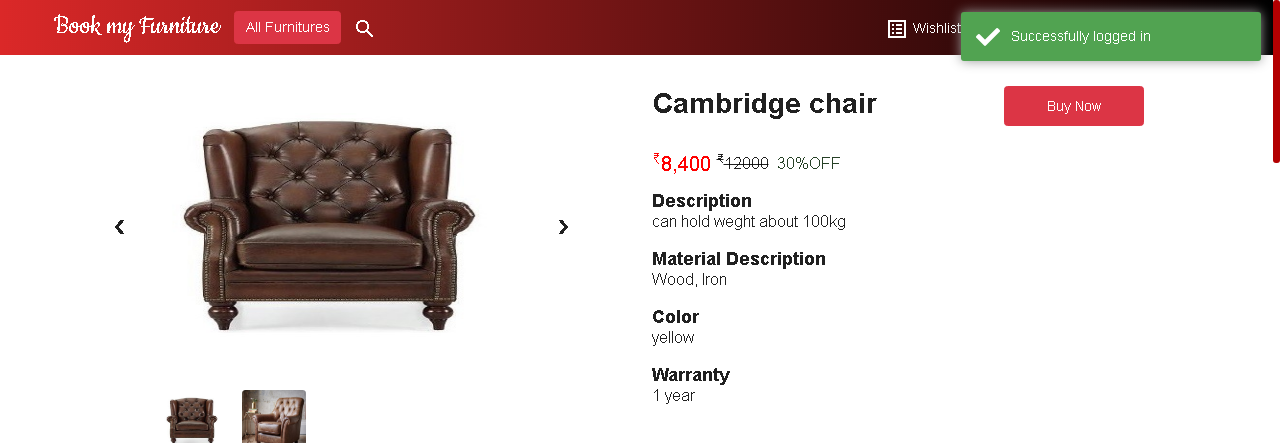 Book my Furniture
All Furnitures
Wishlist
Successfully logged in
Cambridge chair
Buy Now
₹8,400 ₹12000 30%OFF
Description
can hold weght about 100kg
Material Description
Wood, Iron
Color
yellow
Warranty
1 year